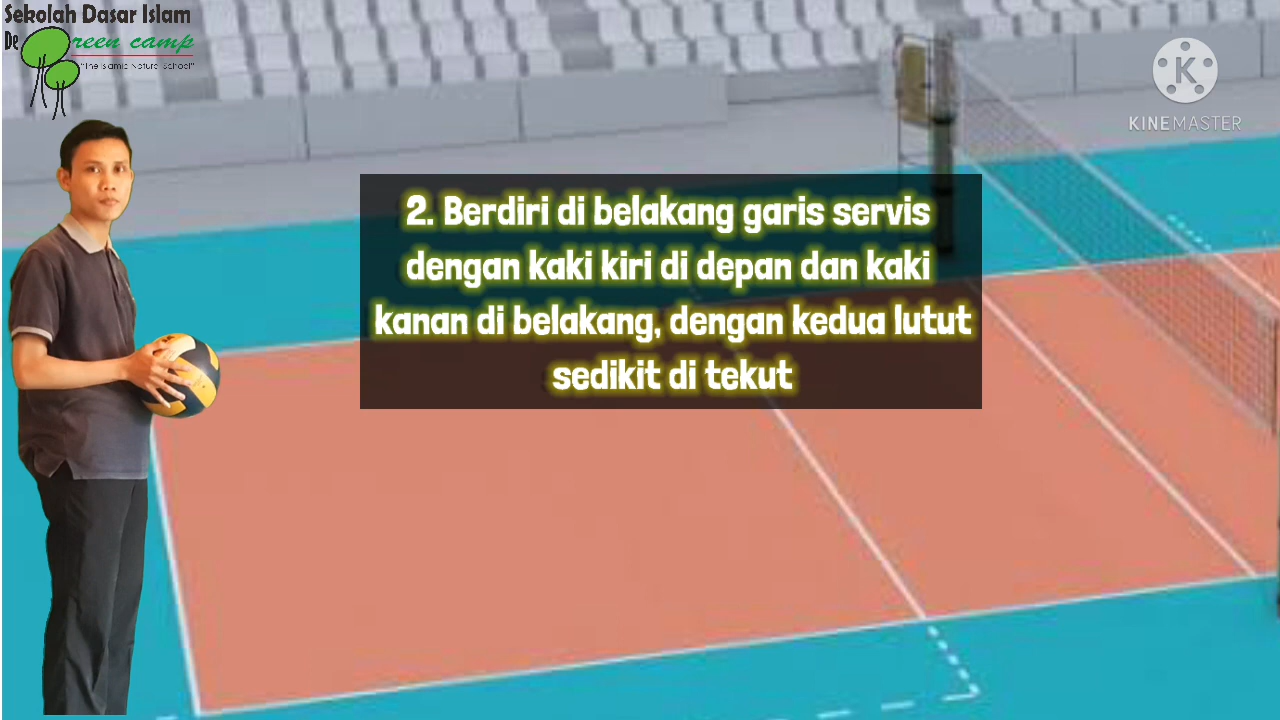 Sekolah Dasar Islam
De Green camp
2. Berdiri di belakang garis servis
dengan kaki kiri di depan dan kaki
kanan di belakang, dengan kedua lutut
sedikit di tekut
KINEMASTER